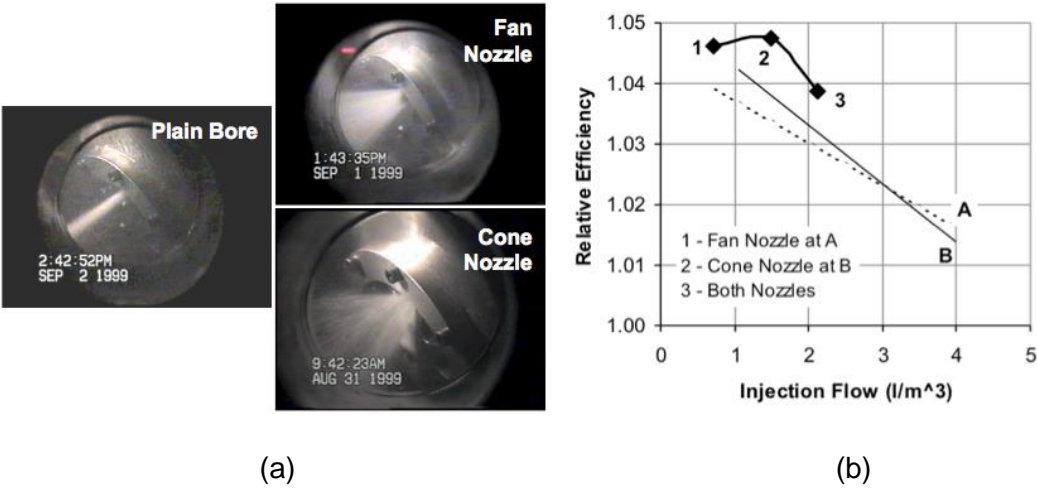 Plain Bore
2:42:52PM
SEP 2 1999
Fan
Nozzle
1:43:35PM
SEP 1 1999
Cone
Nozzle
9:42:23AM
AUG 31 1999
(a)
Relative Efficiency
1.05
1.04
1.03
1.02
1.01
1.00
1
2
3
A
B
1 - Fan Nozzle at A
2 - Cone Nozzle at B
3 - Both Nozzles
0 1 2 3 4 5
Injection Flow (l/m^3)
(b)